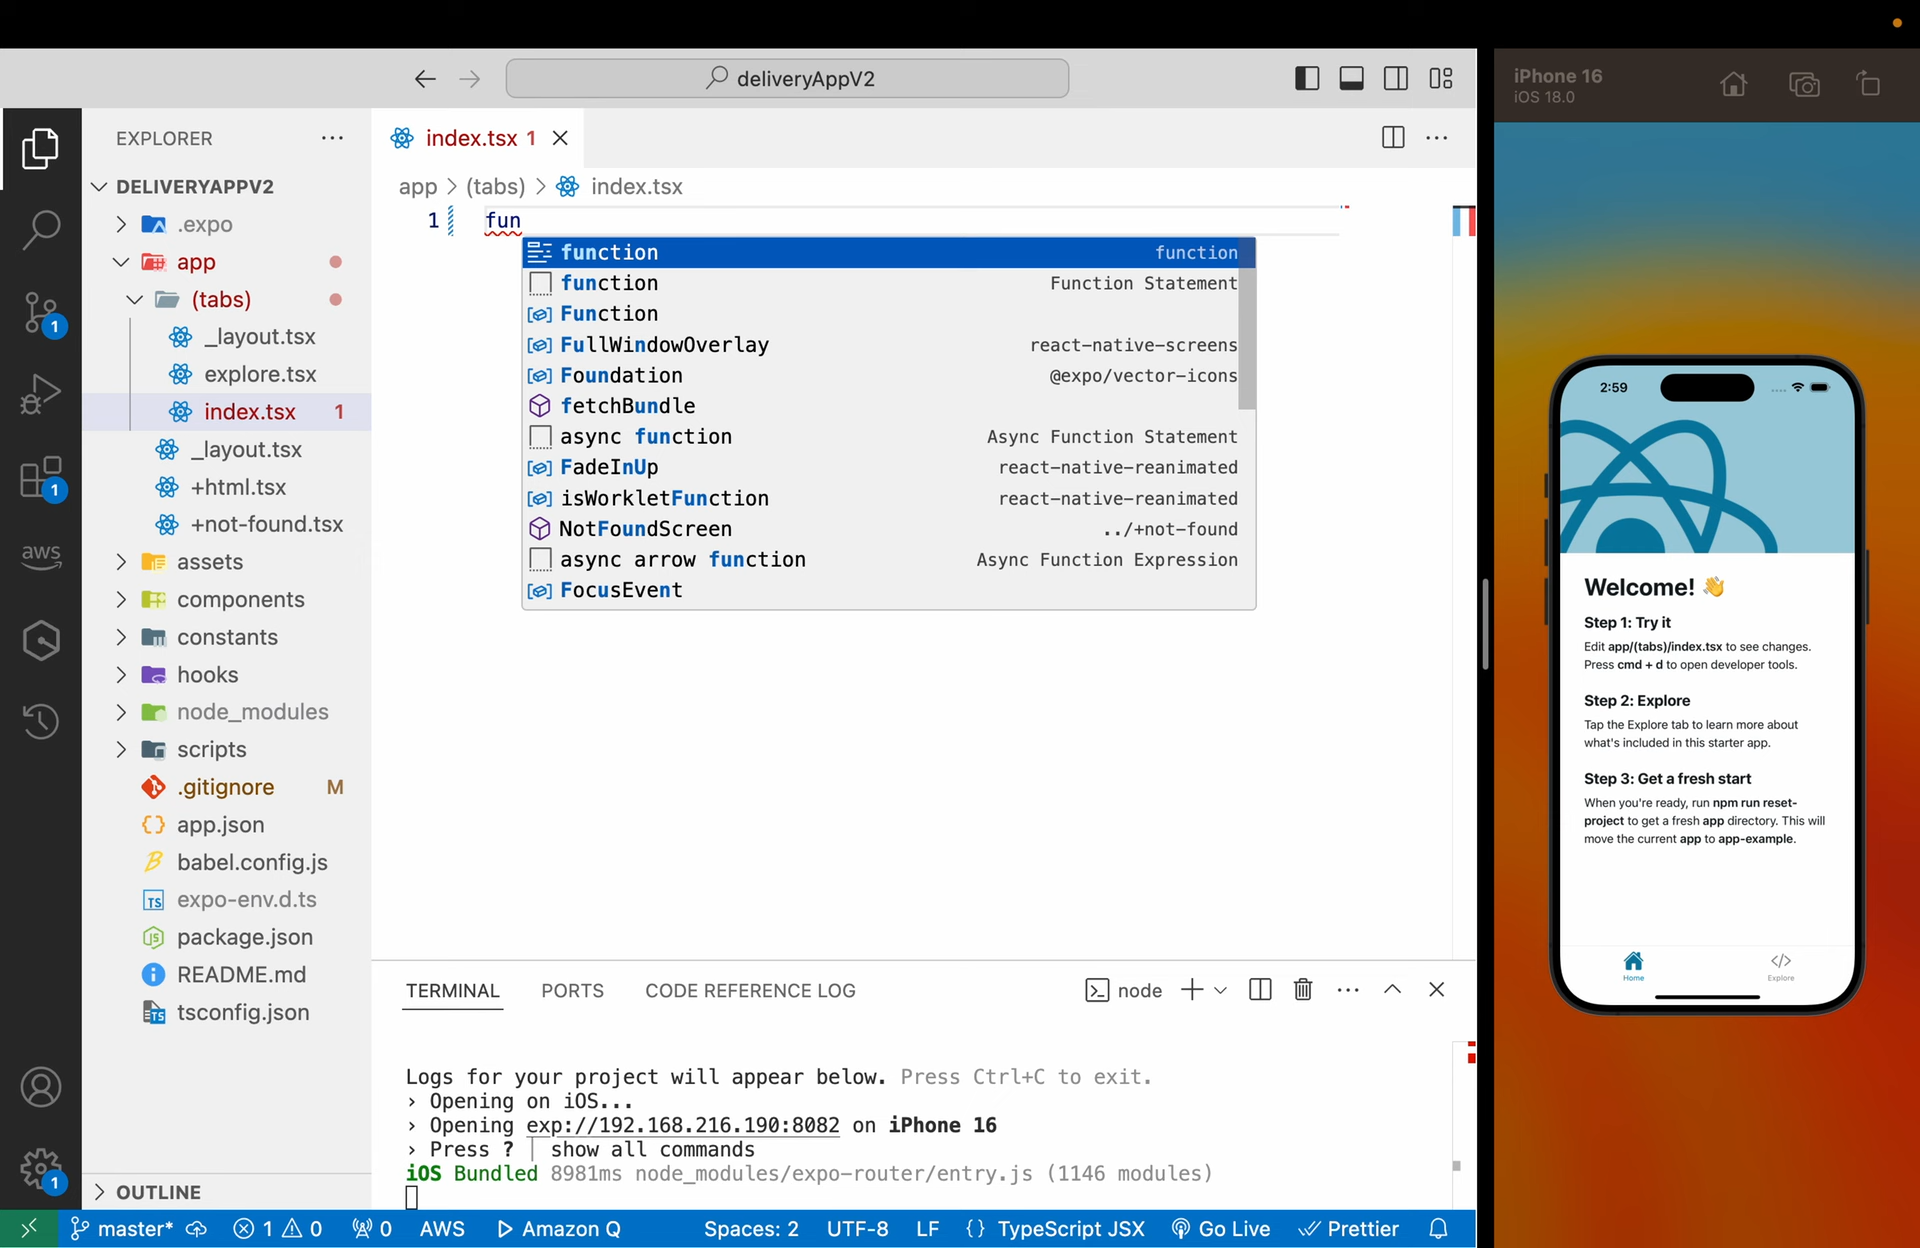 deliveryAppV2
iPhone 16
iOS 18.0
EXPLORER
index.tsx 1
DELIVERYAPPV2
app > (tabs) > index.tsx
.expo
app
(tabs)
_layout.tsx
explore.tsx
index.tsx 1
_layout.tsx
+html.tsx
+not-found.tsx
assets
components
constants
hooks
node_modules
scripts
.gitignore M
app.json
babel.config.js
expo-env.d.ts
package.json
README.md
tsconfig.json
OUTLINE
1
1
aws
1
1 fun
function function
function Function Statement
Function
FullWindowOverlay react-native-screens
Foundation @expo/vector-icons
fetchBundle
async function Async Function Statement
FadeInUp react-native-reanimated
isWorkletFunction react-native-reanimated
NotFoundScreen ../+not-found
async arrow function Async Function Expression
FocusEvent
TERMINAL PORTS CODE REFERENCE LOG node
Logs for your project will appear below. Press Ctrl+C to exit.
› Opening on iOS...
› Opening exp://192.168.216.190:8082 on iPhone 16
› Press ? │ show all commands
iOS Bundled 8981ms node_modules/expo-router/entry.js (1146 modules)
master* 1 0 0 AWS Amazon Q Spaces: 2 UTF-8 LF {} TypeScript JSX Go Live Prettier
2:59
Welcome! 👋
Step 1: Try it
Edit app/(tabs)/index.tsx to see changes.
Press cmd + d to open developer tools.
Step 2: Explore
Tap the Explore tab to learn more about
what's included in this starter app.
Step 3: Get a fresh start
When you're ready, run npm run reset-
project to get a fresh app directory. This will
move the current app to app-example.
Home Explore